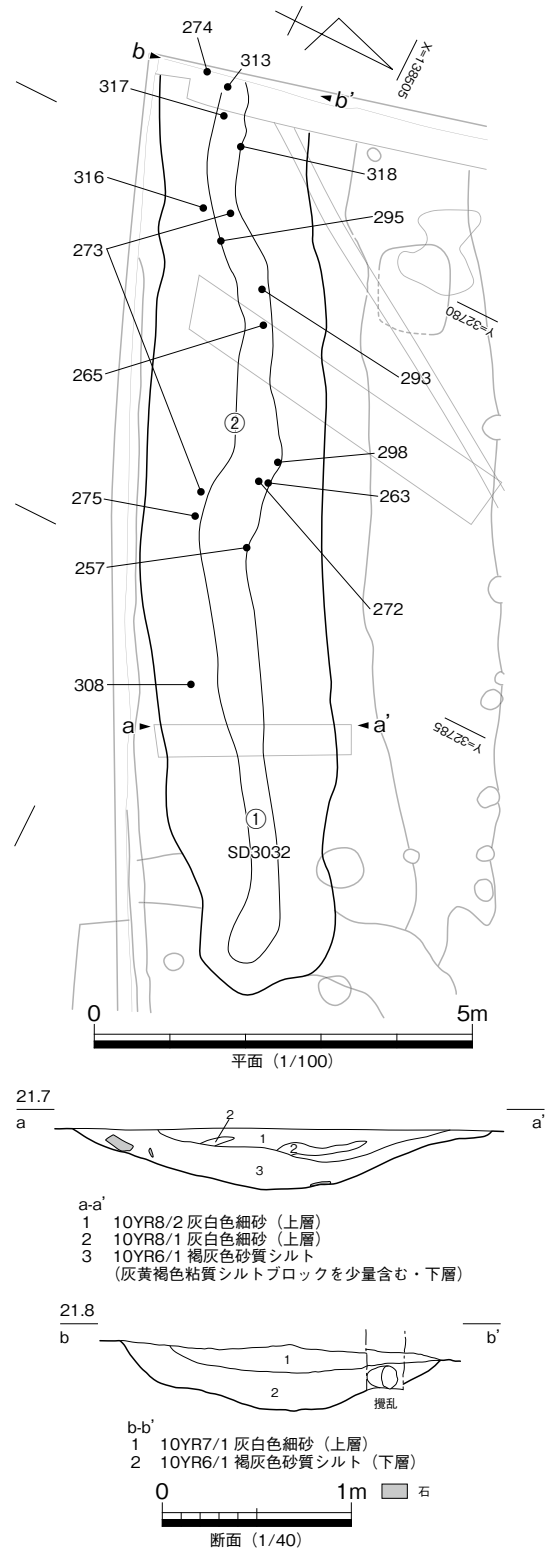 274
b
313
b'
X=138505
317
318
316
295
273
Y=32780
265
293
②
298
275
263
257
272
308
a
a'
Y=32785
①
SD3032
0 5m
平面（1/100）
21.7
a a'
2
1
2
3
a-a'
1 10YR8/2 灰白色細砂（上層）
2 10YR8/1 灰白色細砂（上層）
3 10YR6/1 褐灰色砂質シルト
（灰黄褐色粘質シルトブロックを少量含む・下層）
21.8
b b'
1
2
攪乱
b-b'
1 10YR7/1 灰白色細砂（上層）
2 10YR6/1 褐灰色砂質シルト（下層）
0 1m
石
断面（1/40）